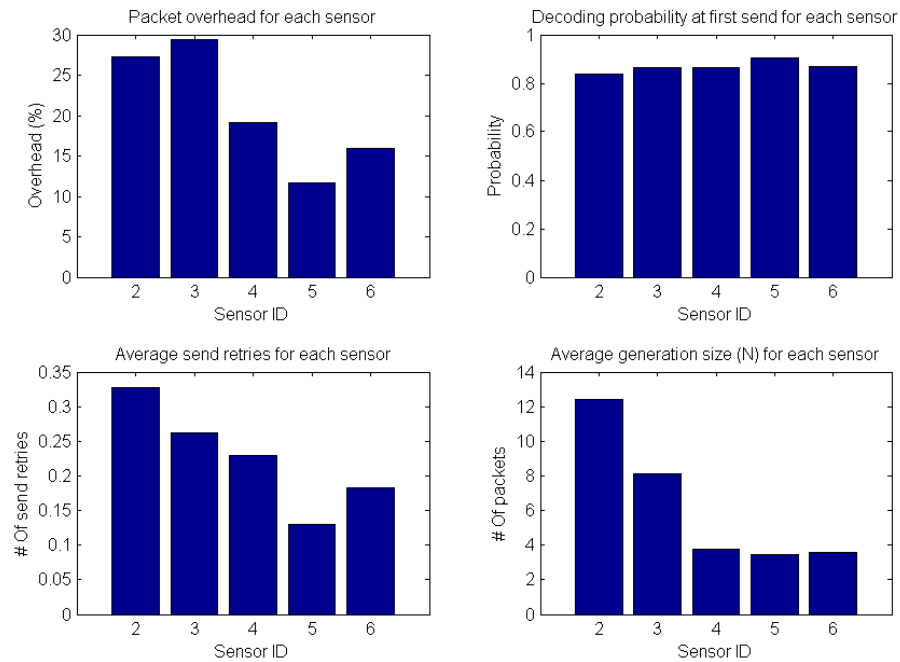 Packet overhead for each sensor
30
25
20
15
10
5
0
Overhead (%)
2 3 4 5 6
Sensor ID
Decoding probability at first send for each sensor
1
0.8
0.6
0.4
0.2
0
Probability
2 3 4 5 6
Sensor ID
Average send retries for each sensor
0.35
0.3
0.25
0.2
0.15
0.1
0.05
0
# Of send retries
2 3 4 5 6
Sensor ID
Average generation size (N) for each sensor
14
12
10
8
6
4
2
0
# Of packets
2 3 4 5 6
Sensor ID